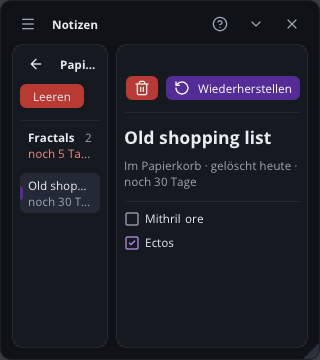 Notizen
Papi...
Leeren
Fractals 2
noch 5 Ta...
Old shop...
noch 30 T...
Wiederherstellen
Old shopping list
Im Papierkorb · gelöscht heute ·
noch 30 Tage
Mithril ore
Ectos